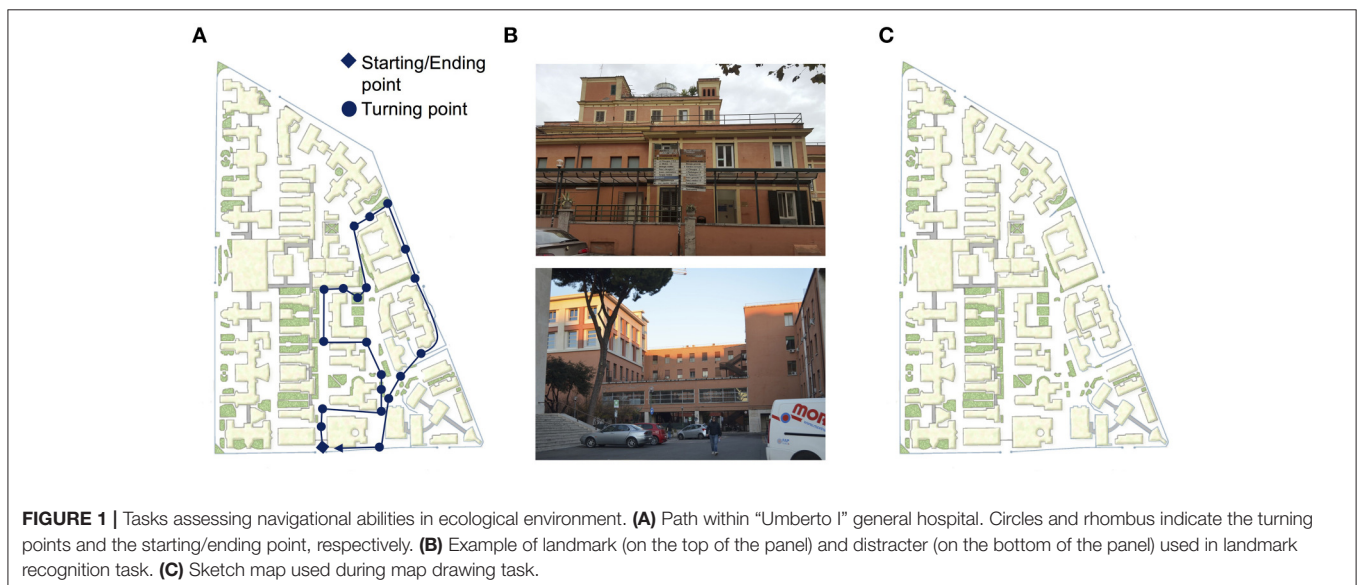 A
B
C
Starting/Ending
point
Turning point
FIGURE 1 | Tasks assessing navigational abilities in ecological environment. (A) Path within “Umberto I” general hospital. Circles and rhombus indicate the turning
points and the starting/ending point, respectively. (B) Example of landmark (on the top of the panel) and distracter (on the bottom of the panel) used in landmark
recognition task. (C) Sketch map used during map drawing task.